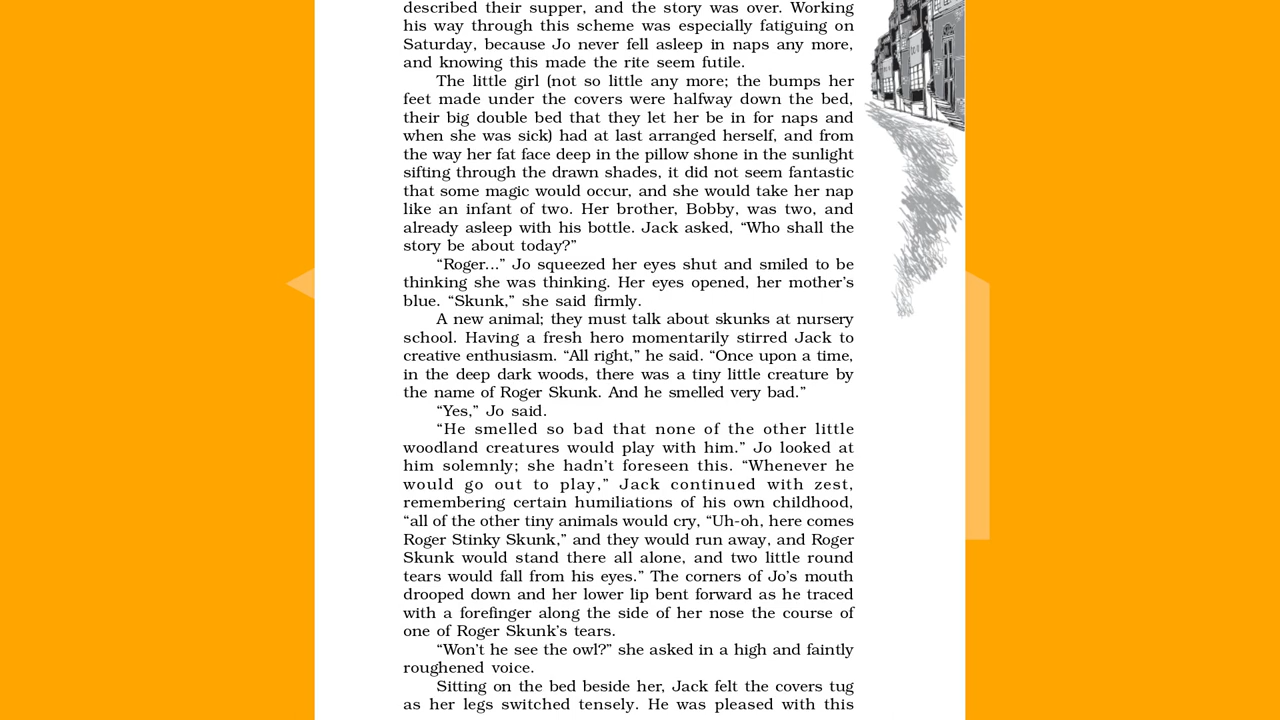 described their supper, and the story was over. Working
his way through this scheme was especially fatiguing on
Saturday, because Jo never fell asleep in naps any more,
and knowing this made the rite seem futile.
The little girl (not so little any more; the bumps her
feet made under the covers were halfway down the bed,
their big double bed that they let her be in for naps and
when she was sick) had at last arranged herself, and from
the way her fat face deep in the pillow shone in the sunlight
sifting through the drawn shades, it did not seem fantastic
that some magic would occur, and she would take her nap
like an infant of two. Her brother, Bobby, was two, and
already asleep with his bottle. Jack asked, “Who shall the
story be about today?”
“Roger...” Jo squeezed her eyes shut and smiled to be
thinking she was thinking. Her eyes opened, her mother’s
blue. “Skunk,” she said firmly.
A new animal; they must talk about skunks at nursery
school. Having a fresh hero momentarily stirred Jack to
creative enthusiasm. “All right,” he said. “Once upon a time,
in the deep dark woods, there was a tiny little creature by
the name of Roger Skunk. And he smelled very bad.”
“Yes,” Jo said.
“He smelled so bad that none of the other little
woodland creatures would play with him.” Jo looked at
him solemnly; she hadn’t foreseen this. “Whenever he
would go out to play,” Jack continued with zest,
remembering certain humiliations of his own childhood,
“all of the other tiny animals would cry, “Uh-oh, here comes
Roger Stinky Skunk,” and they would run away, and Roger
Skunk would stand there all alone, and two little round
tears would fall from his eyes.” The corners of Jo’s mouth
drooped down and her lower lip bent forward as he traced
with a forefinger along the side of her nose the course of
one of Roger Skunk’s tears.
“Won’t he see the owl?” she asked in a high and faintly
roughened voice.
Sitting on the bed beside her, Jack felt the covers tug
as her legs switched tensely. He was pleased with this